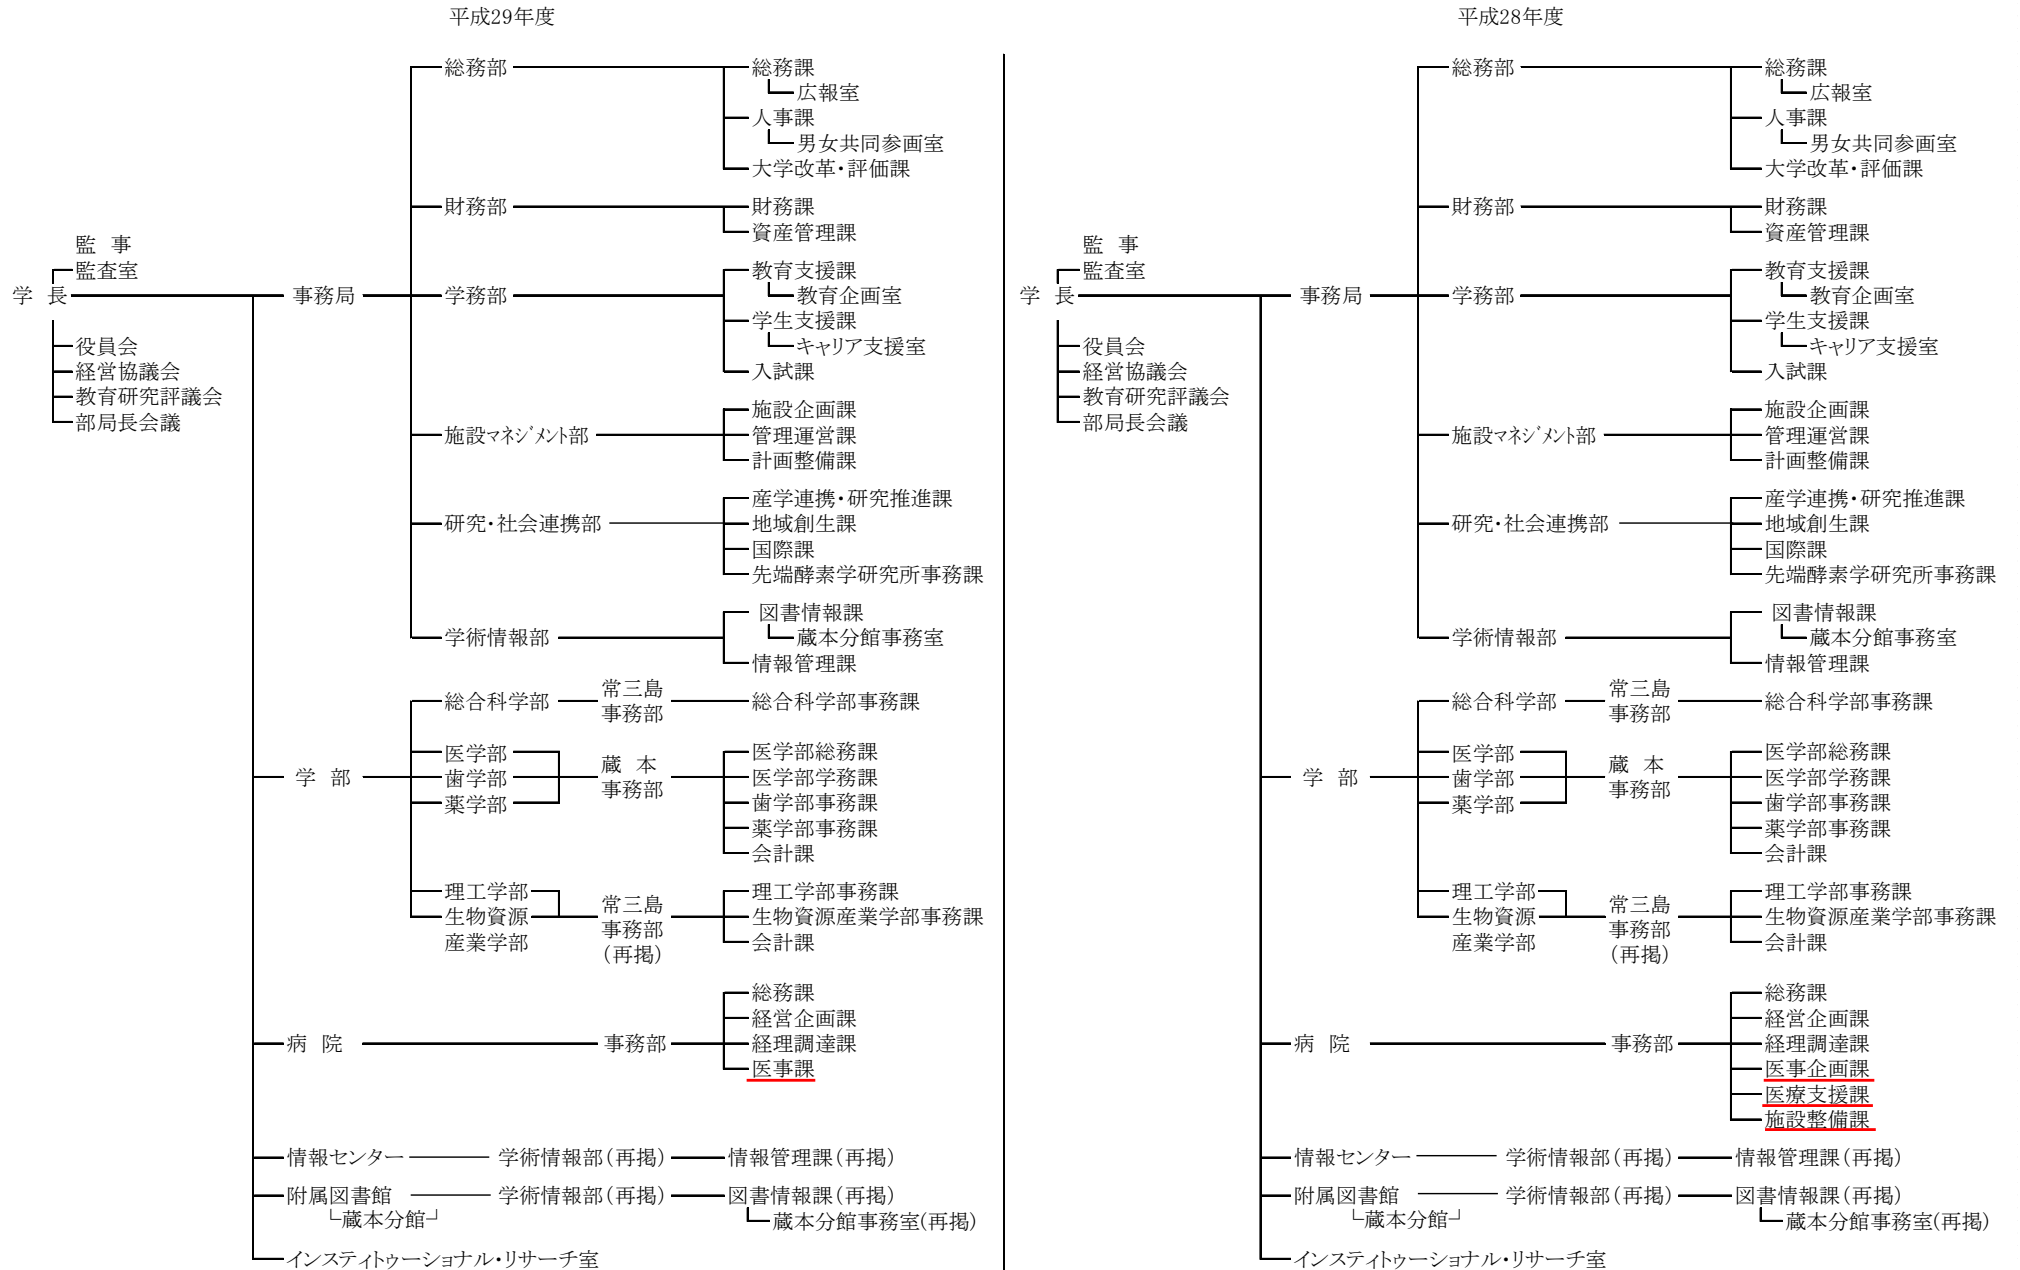 平成29年度
総務部
総務課
広報室
人事課
男女共同参画室
大学改革・評価課
財務部
財務課
資産管理課
監 事
監査室
学 長
事務局
学務部
教育支援課
教育企画室
学生支援課
キャリア支援室
入試課
役員会
経営協議会
教育研究評議会
部局長会議
施設マネジメント部
施設企画課
管理運営課
計画整備課
研究・社会連携部
産学連携・研究推進課
地域創生課
国際課
先端酵素学研究所事務課
学術情報部
図書情報課
蔵本分館事務室
情報管理課
学 部
総合科学部
常三島
事務部
総合科学部事務課
医学部
歯学部
薬学部
蔵 本
事務部
医学部総務課
医学部学務課
歯学部事務課
薬学部事務課
会計課
理工学部
生物資源
産業学部
常三島
事務部
(再掲)
理工学部事務課
生物資源産業学部事務課
会計課
病 院
事務部
総務課
経営企画課
経理調達課
医事課
情報センター
学術情報部(再掲)
情報管理課(再掲)
附属図書館
└蔵本分館┘
学術情報部(再掲)
図書情報課(再掲)
蔵本分館事務室(再掲)
インスティトゥーショナル・リサーチ室
平成28年度
総務部
総務課
広報室
人事課
男女共同参画室
大学改革・評価課
財務部
財務課
資産管理課
監 事
監査室
学 長
事務局
学務部
教育支援課
教育企画室
学生支援課
キャリア支援室
入試課
役員会
経営協議会
教育研究評議会
部局長会議
施設マネジメント部
施設企画課
管理運営課
計画整備課
研究・社会連携部
産学連携・研究推進課
地域創生課
国際課
先端酵素学研究所事務課
学術情報部
図書情報課
蔵本分館事務室
情報管理課
学 部
総合科学部
常三島
事務部
総合科学部事務課
医学部
歯学部
薬学部
蔵 本
事務部
医学部総務課
医学部学務課
歯学部事務課
薬学部事務課
会計課
理工学部
生物資源
産業学部
常三島
事務部
(再掲)
理工学部事務課
生物資源産業学部事務課
会計課
病 院
事務部
総務課
経営企画課
経理調達課
医事企画課
医療支援課
施設整備課
情報センター
学術情報部(再掲)
情報管理課(再掲)
附属図書館
└蔵本分館┘
学術情報部(再掲)
図書情報課(再掲)
蔵本分館事務室(再掲)
インスティトゥーショナル・リサーチ室